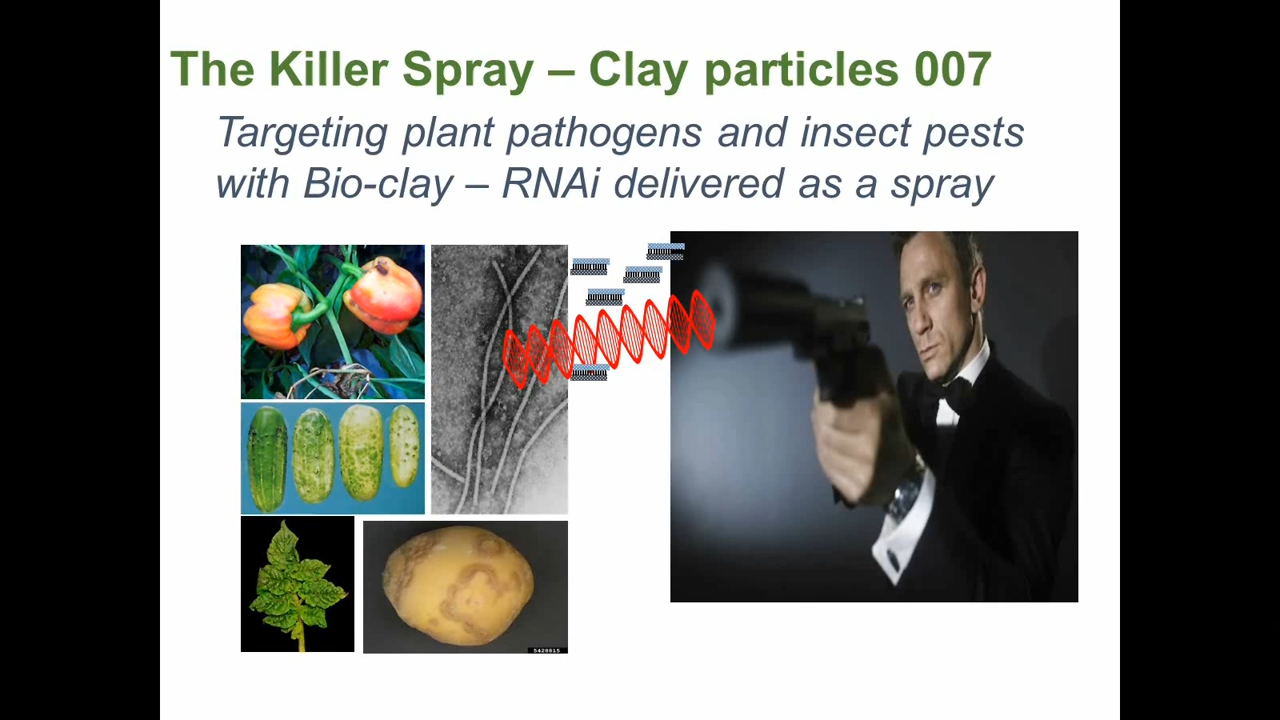 The Killer Spray – Clay particles 007
Targeting plant pathogens and insect pests
with Bio-clay – RNAi delivered as a spray
5428815